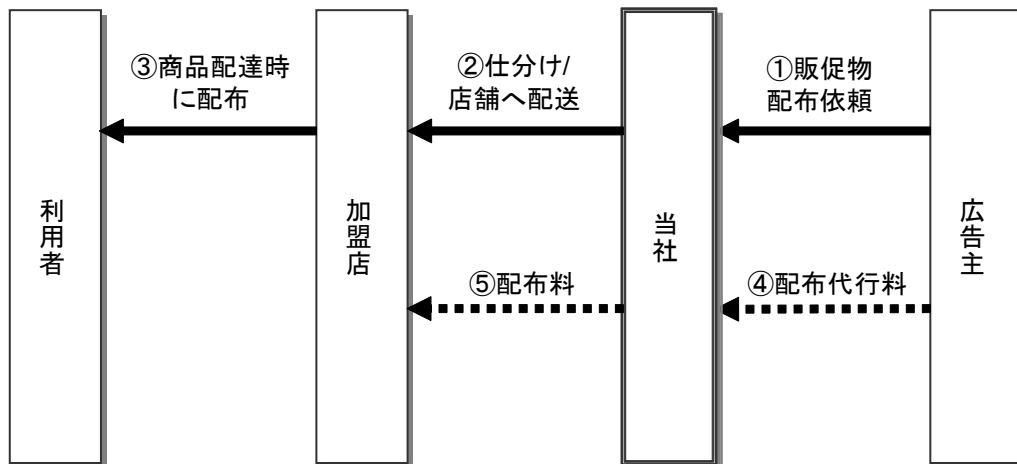 ③商品配達時
に配布
②仕分け/
店舗へ配送
①販促物
配布依頼
利用者
加盟店
当社
広告主
⑤配布料
④配布代行料